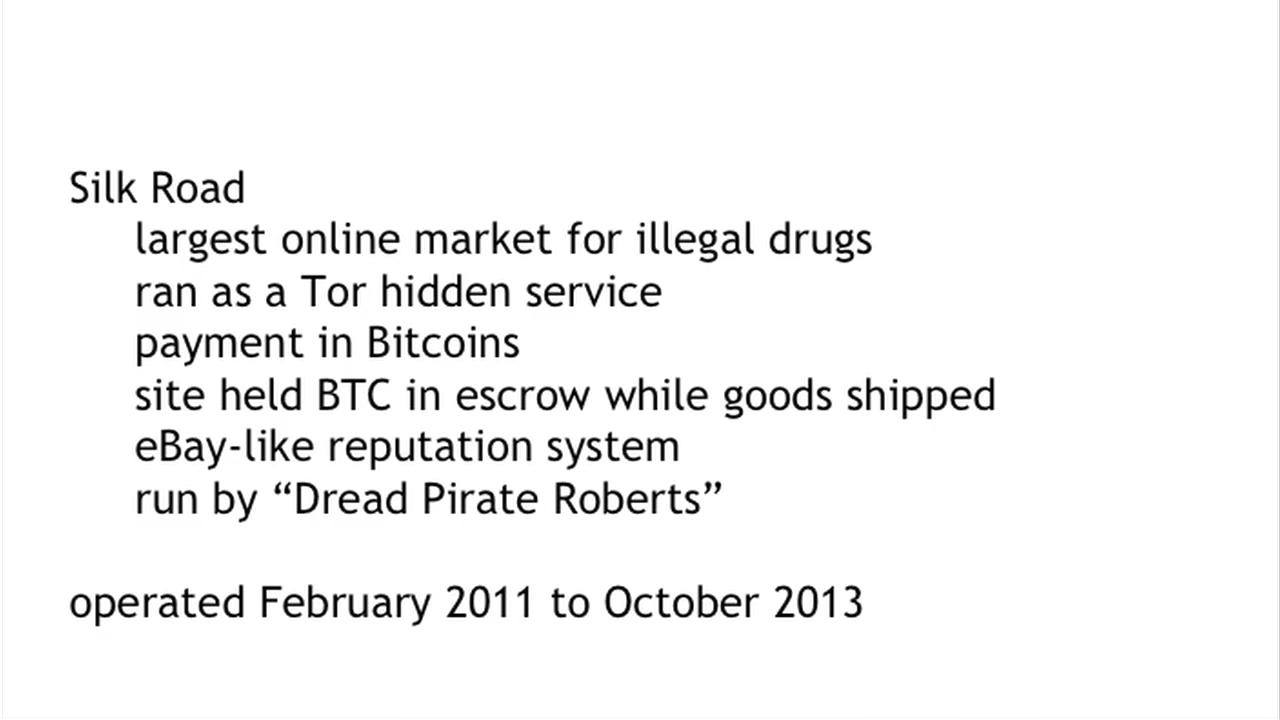 Silk Road
largest online market for illegal drugs
ran as a Tor hidden service
payment in Bitcoins
site held BTC in escrow while goods shipped
eBay-like reputation system
run by “Dread Pirate Roberts”
operated February 2011 to October 2013